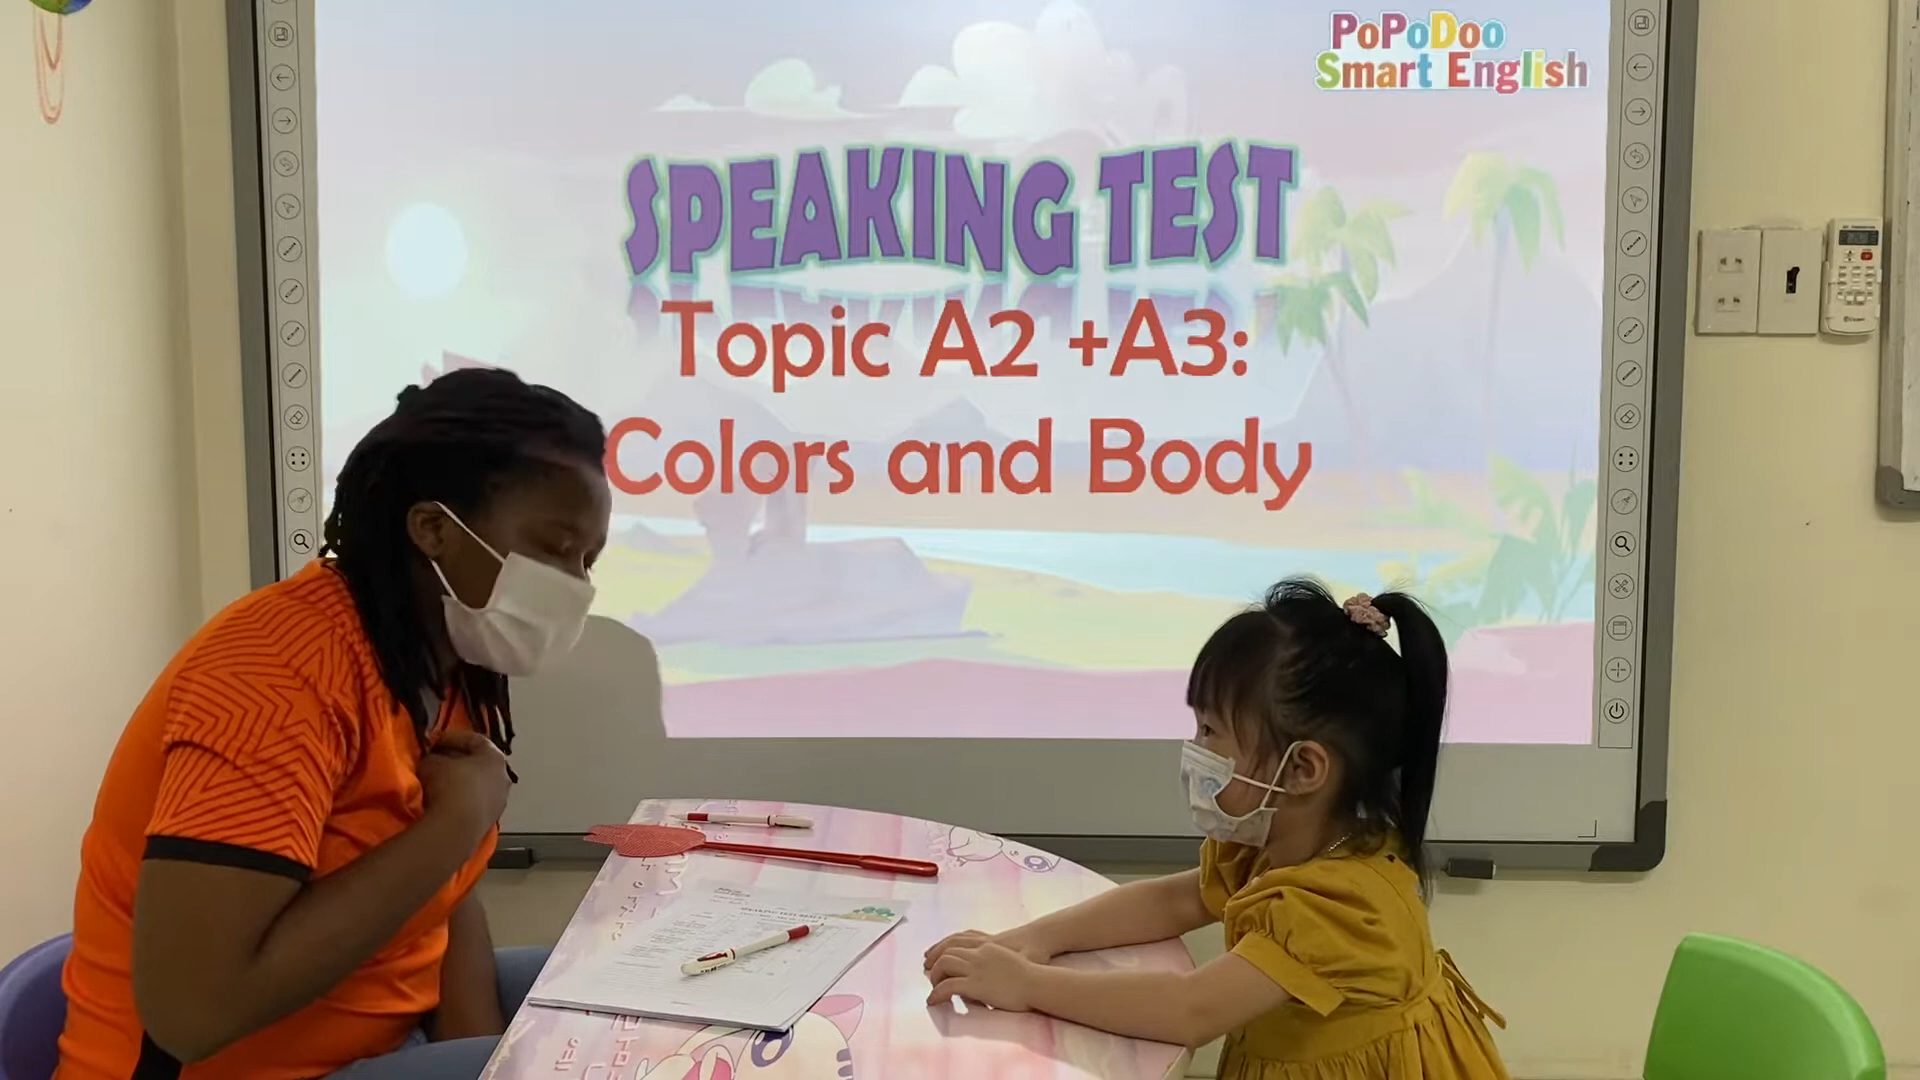 PoPoDoo
Smart English
SPEAKING TEST
Topic A2 +A3:
Colors and Body